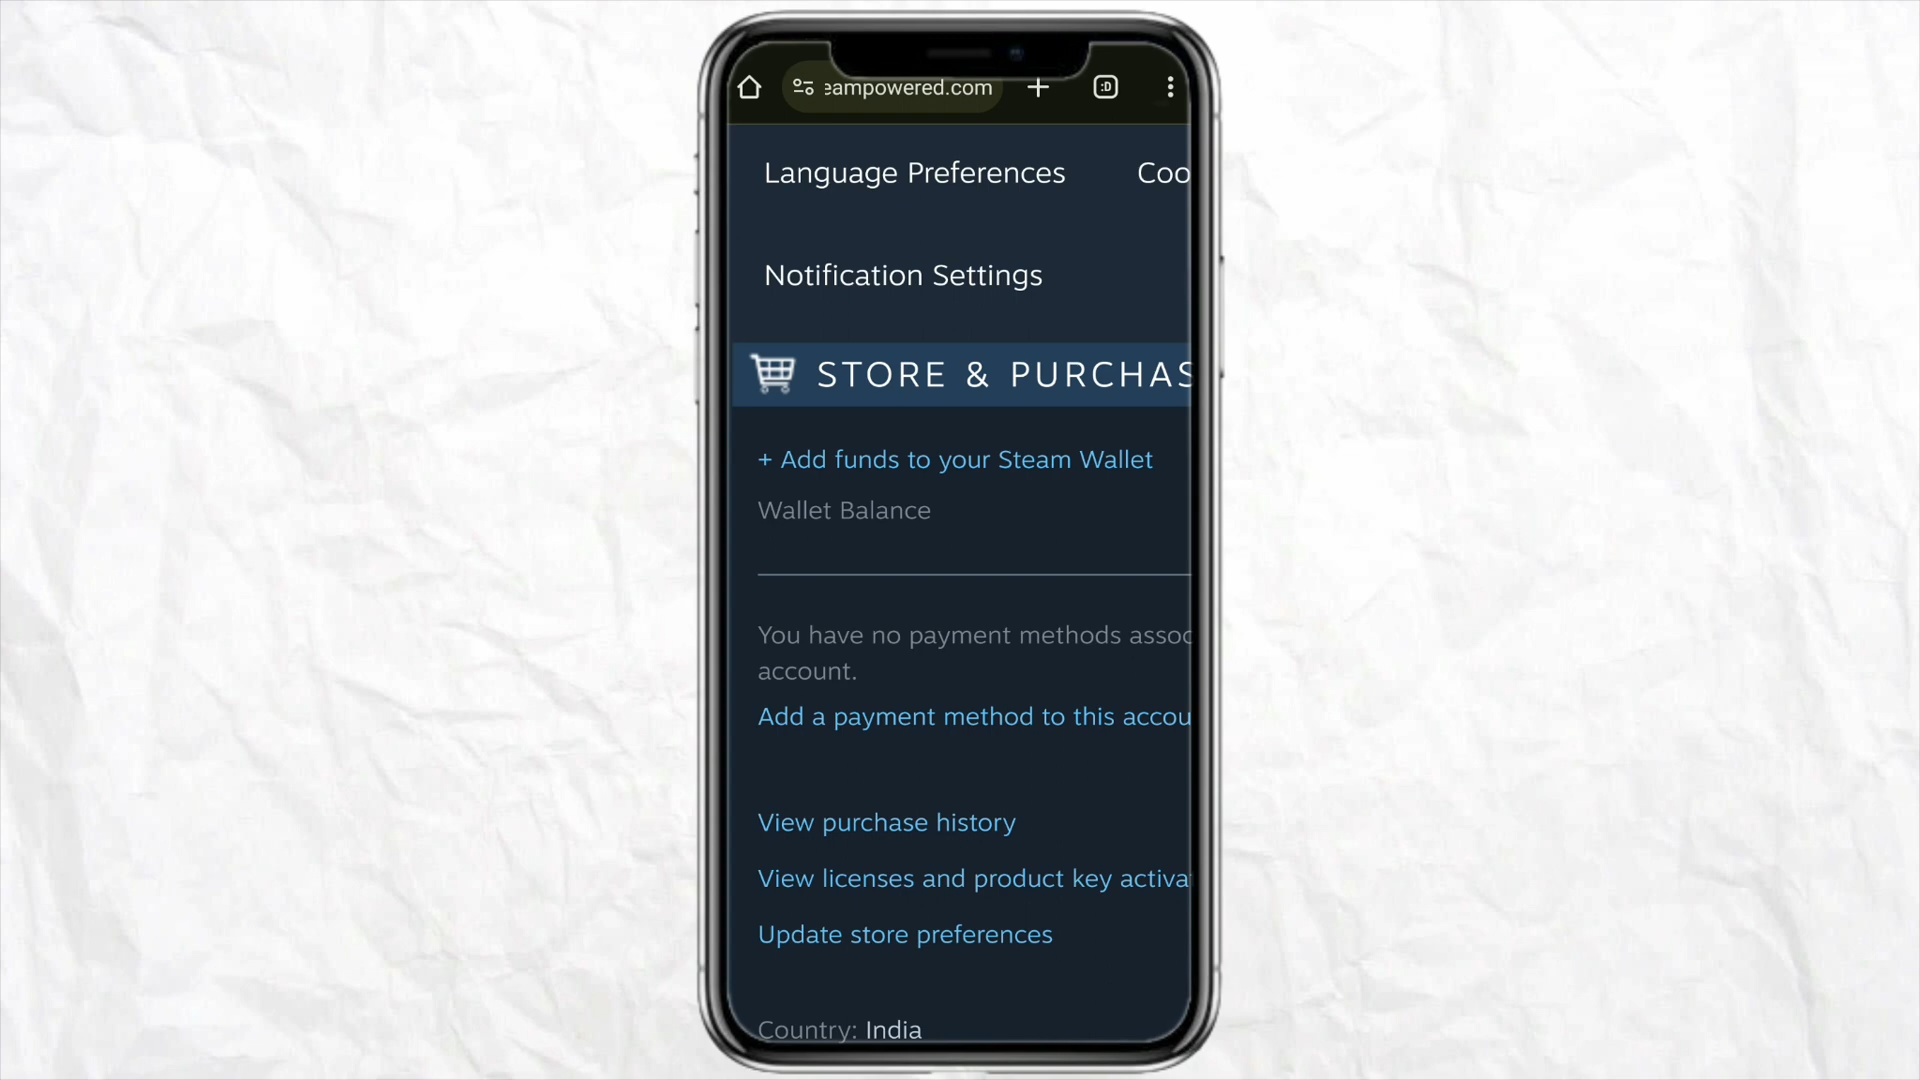 eampowered.com
:D
Language Preferences Coo
Notification Settings
STORE & PURCHAS
+ Add funds to your Steam Wallet
Wallet Balance
You have no payment methods assoc
account.
Add a payment method to this accou
View purchase history
View licenses and product key activat
Update store preferences
Country: India